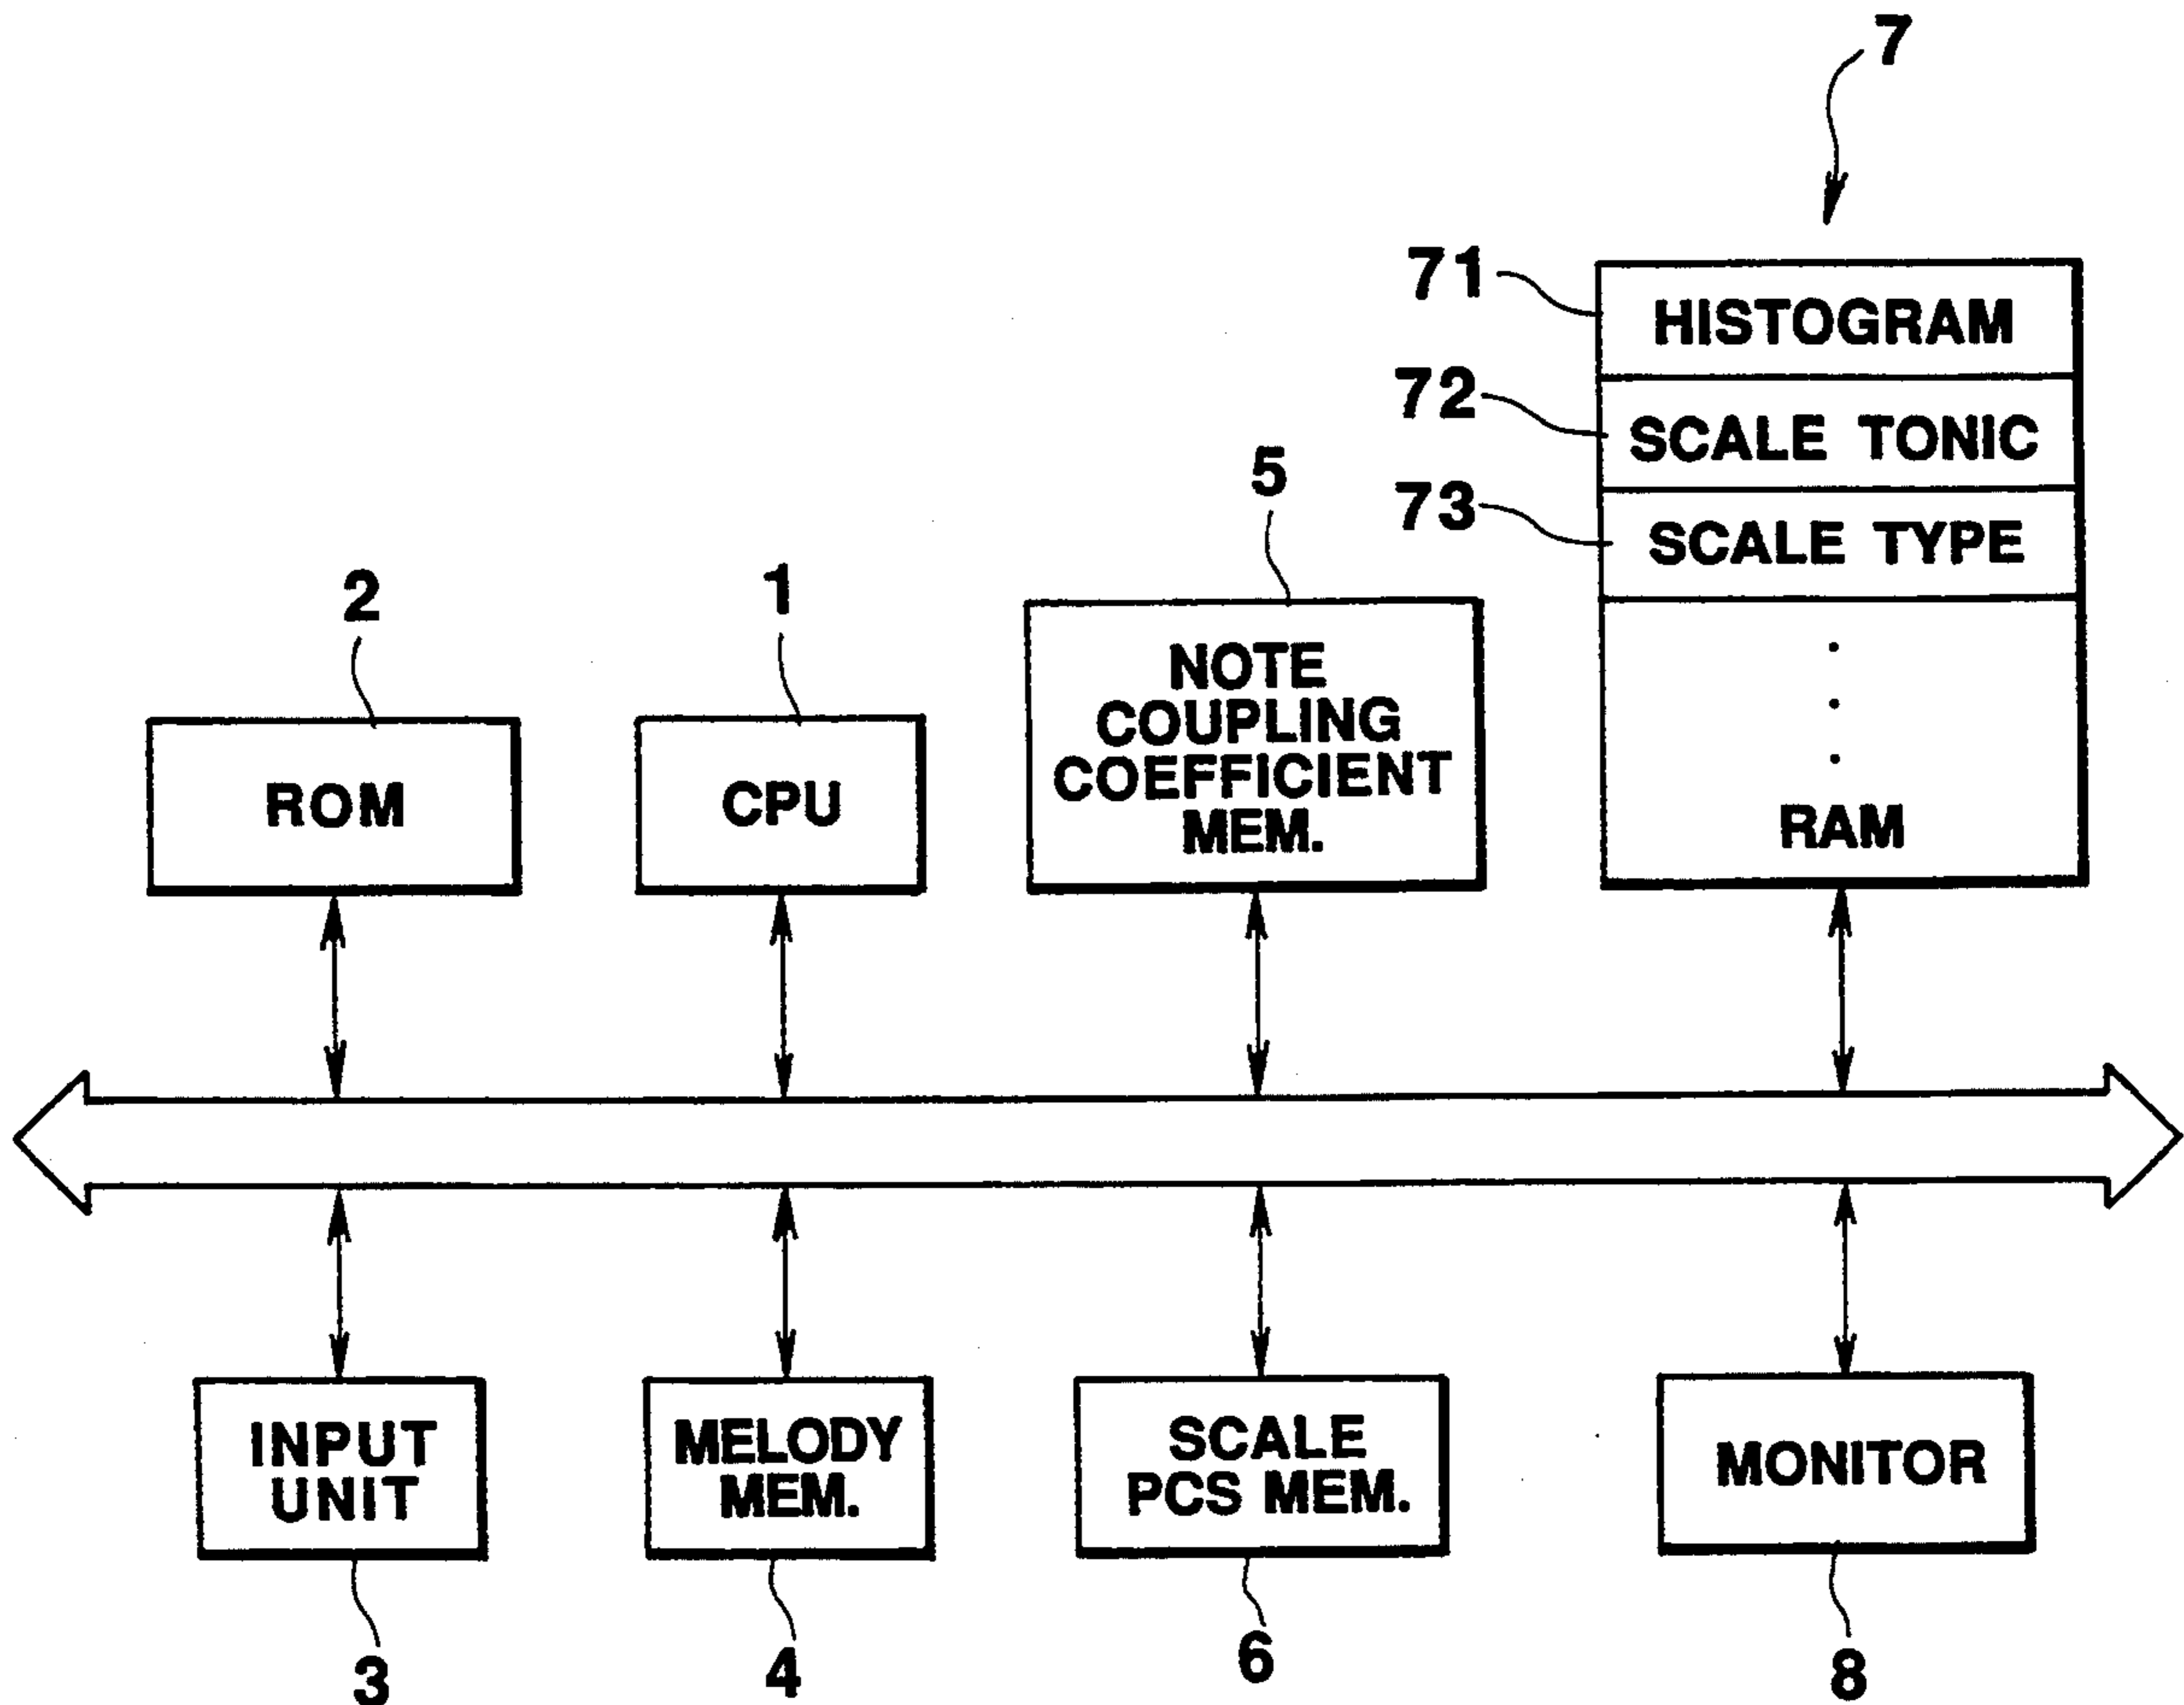 7
71
HISTOGRAM
72
SCALE TONIC
73
SCALE TYPE
5
2
1
NOTE
COUPLING
COEFFICIENT
MEM.
ROM
CPU
RAM
INPUT
UNIT
MELODY
MEM.
SCALE
PCS MEM.
MONITOR
3
4
6
8